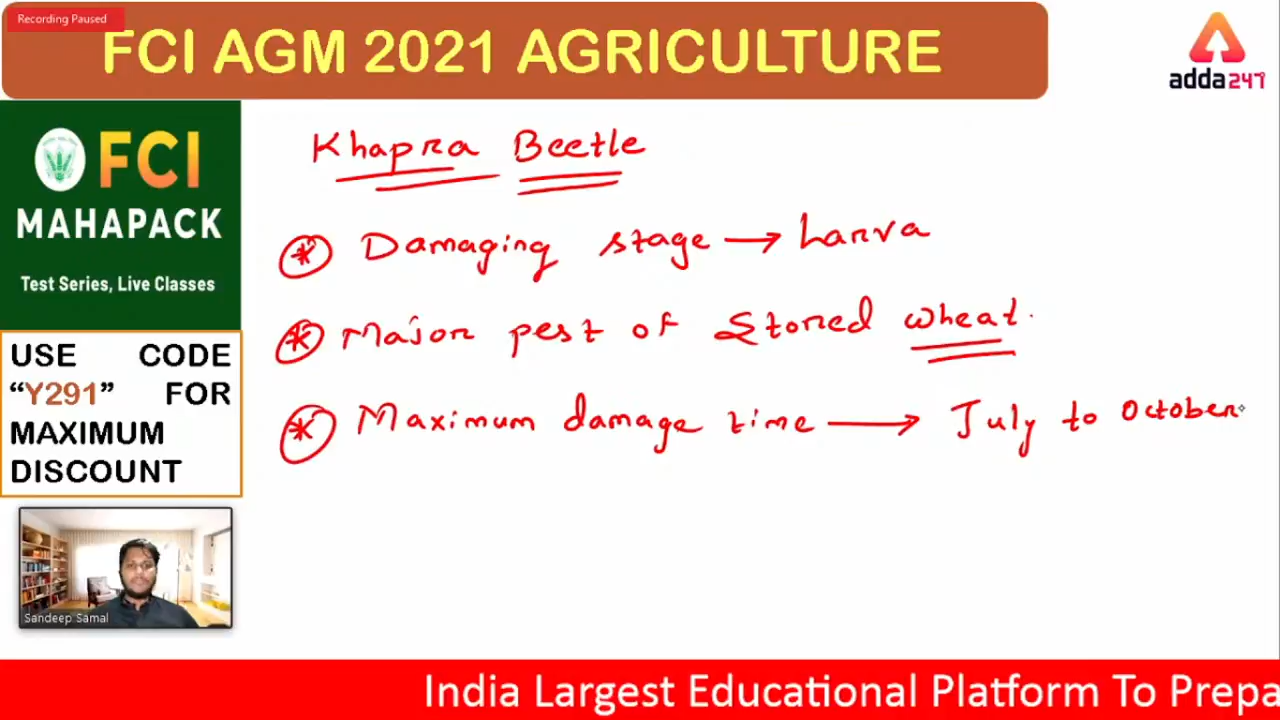 Recording Paused
FCI AGM 2021 AGRICULTURE
adda247
FCI
MAHAPACK
Test Series, Live Classes
USE CODE
“Y291” FOR
MAXIMUM
DISCOUNT
Sandeep Samal
Khapra Beetle
* Damaging stage → Larva
* Major pest of Stored wheat.
* Maximum damage time → July to October
India Largest Educational Platform To Prepa